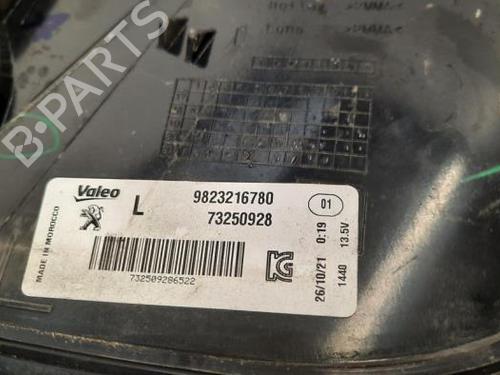 B-PARTS
Valeo
L
9823216780
73250928
01
MADE IN MOROCCO
732509286522
26/10/21 0:19
1440 13.5V